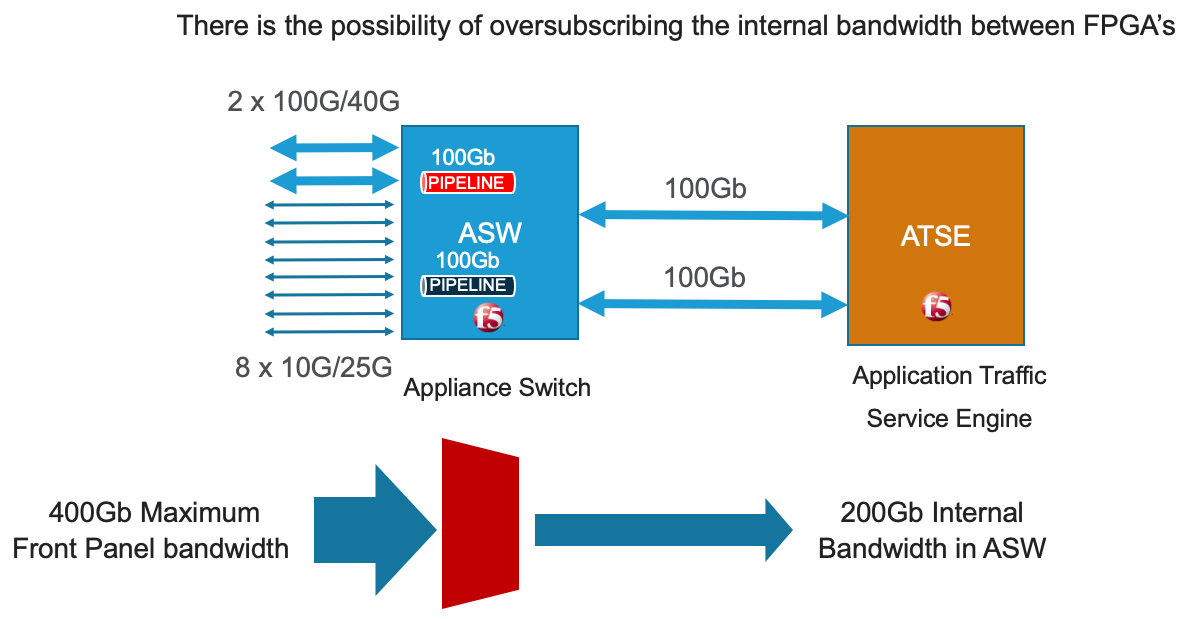 There is the possibility of oversubscribing the internal bandwidth between FPGA’s
2 x 100G/40G
100Gb
PIPELINE
ASW
100Gb
PIPELINE
f5
8 x 10G/25G
Appliance Switch
100Gb
100Gb
ATSE
f5
Application Traffic
Service Engine
400Gb Maximum
Front Panel bandwidth
200Gb Internal
Bandwidth in ASW